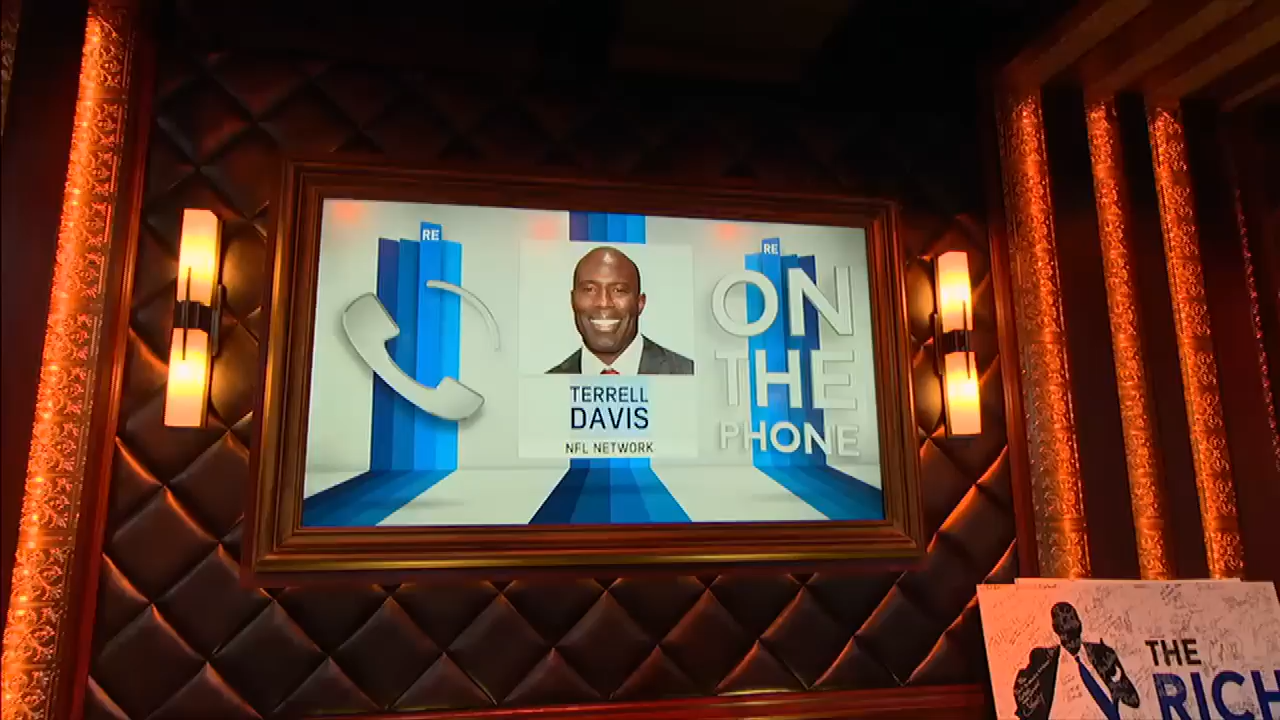 RE
RE
ON
THE
PHONE
TERRELL
DAVIS
NFL NETWORK
THE
RICH